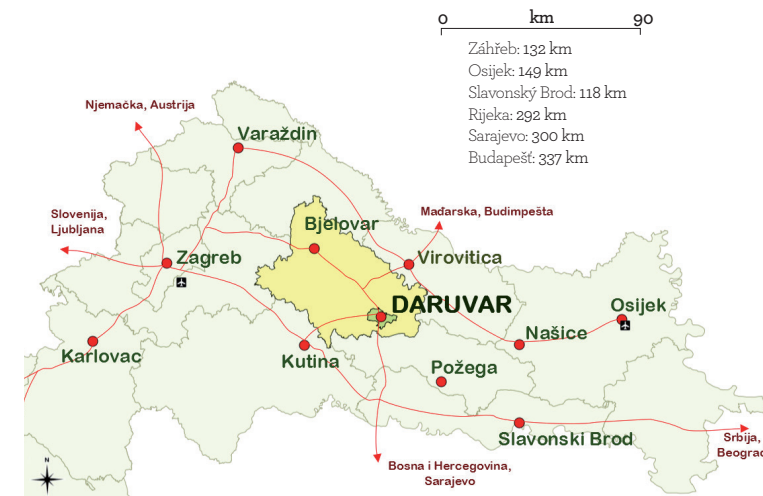 0 km 90
Záhřeb: 132 km
Osijek: 149 km
Slavonský Brod: 118 km
Rijeka: 292 km
Sarajevo: 300 km
Budapešť: 337 km
Njemačka, Austrija
Varaždin
Slovenija,
Ljubljana
Bjelovar
Mađarska, Budimpešta
Zagreb
Virovitica
DARUVAR
Osijek
Našice
Karlovac
Kutina
Požega
Slavonski Brod
Srbija,
Beograd
Bosna i Hercegovina,
Sarajevo
N